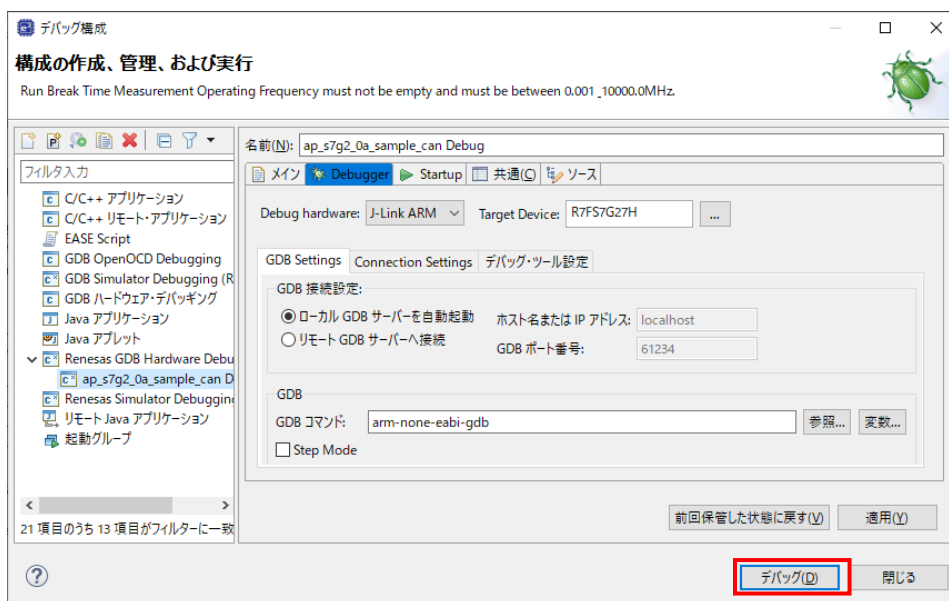 デバッグ構成
構成の作成、管理、および実行
Run Break Time Measurement Operating Frequency must not be empty and must be between 0.001_10000.0MHz.
フィルタ入力
C/C++ アプリケーション
C/C++ リモート・アプリケーション
EASE Script
GDB OpenOCD Debugging
GDB Simulator Debugging (R
GDB ハードウェア・デバッギング
Java アプリケーション
Java アプレット
Renesas GDB Hardware Debu
ap_s7g2_0a_sample_can D
Renesas Simulator Debugging
リモート Java アプリケーション
起動グループ
21 項目のうち 13 項目がフィルターに一致
名前(N): ap_s7g2_0a_sample_can Debug
メイン Debugger Startup 共通(C) ソース
Debug hardware: J-Link ARM Target Device: R7FS7G27H ...
GDB Settings Connection Settings デバッグ・ツール設定
GDB 接続設定:
ローカル GDB サーバーを自動起動 ホスト名または IP アドレス: localhost
リモート GDB サーバーへ接続 GDB ポート番号: 61234
GDB
GDB コマンド: arm-none-eabi-gdb 参照... 変数...
Step Mode
前回保管した状態に戻す(V) 適用(Y)
デバッグ(D) 閉じる